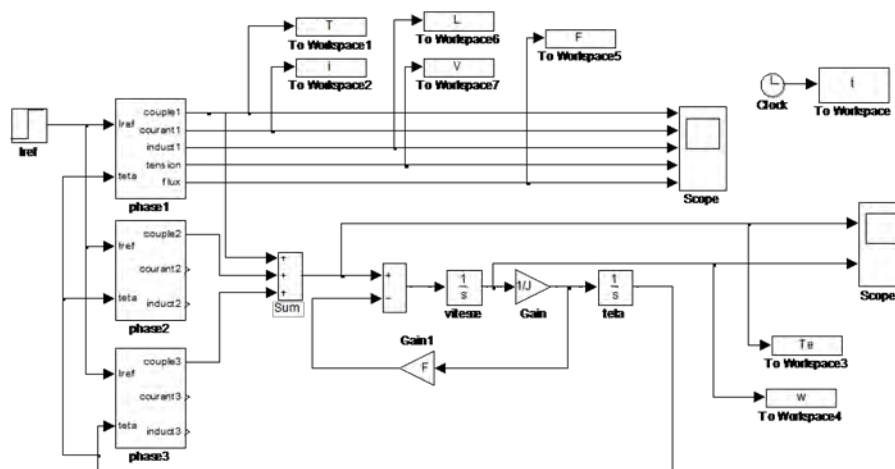 T
To Workspace1
L
To Workspace6
F
To Workspace5
i
To Workspace2
V
To Workspace7
Clock
t
To Workspace
Iref
Iref
teta
couple1
courant1
induct1
tension
flux
phase1
Scope
Iref
teta
couple2
courant2
induct2
phase2
+
+
+
Sum
+
−
1
s
vitesse
1/J
Gain
1
s
teta
Scope
Gain1
F
Te
To Workspace3
w
To Workspace4
Iref
teta
couple3
courant3
induct3
phase3